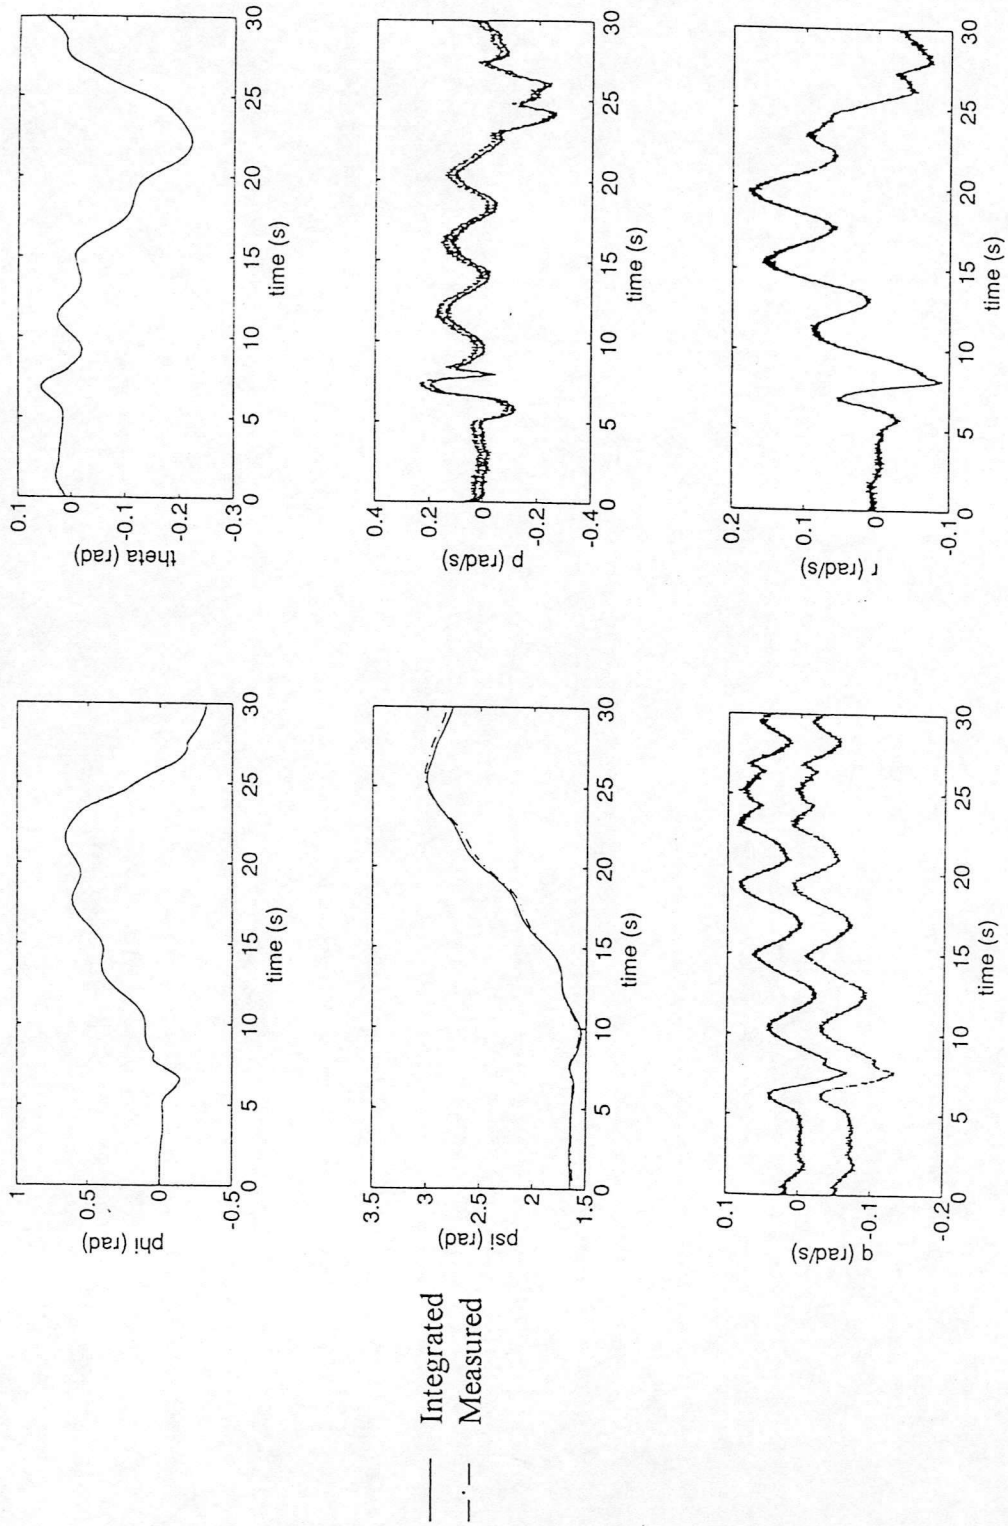 1
0.5
0
-0.5
phi (rad)
0 5 10 15 20 25 30
time (s)
0.1
0
-0.1
-0.2
-0.3
theta (rad)
0 5 10 15 20 25 30
time (s)
Integrated
Measured
3.5
3
2.5
2
1.5
psi (rad)
0 5 10 15 20 25 30
time (s)
0.4
0.2
0
-0.2
-0.4
p (rad/s)
0 5 10 15 20 25 30
time (s)
0.1
0
-0.1
-0.2
q (rad/s)
0 5 10 15 20 25 30
time (s)
0.2
0.1
0
-0.1
r (rad/s)
0 5 10 15 20 25 30
time (s)